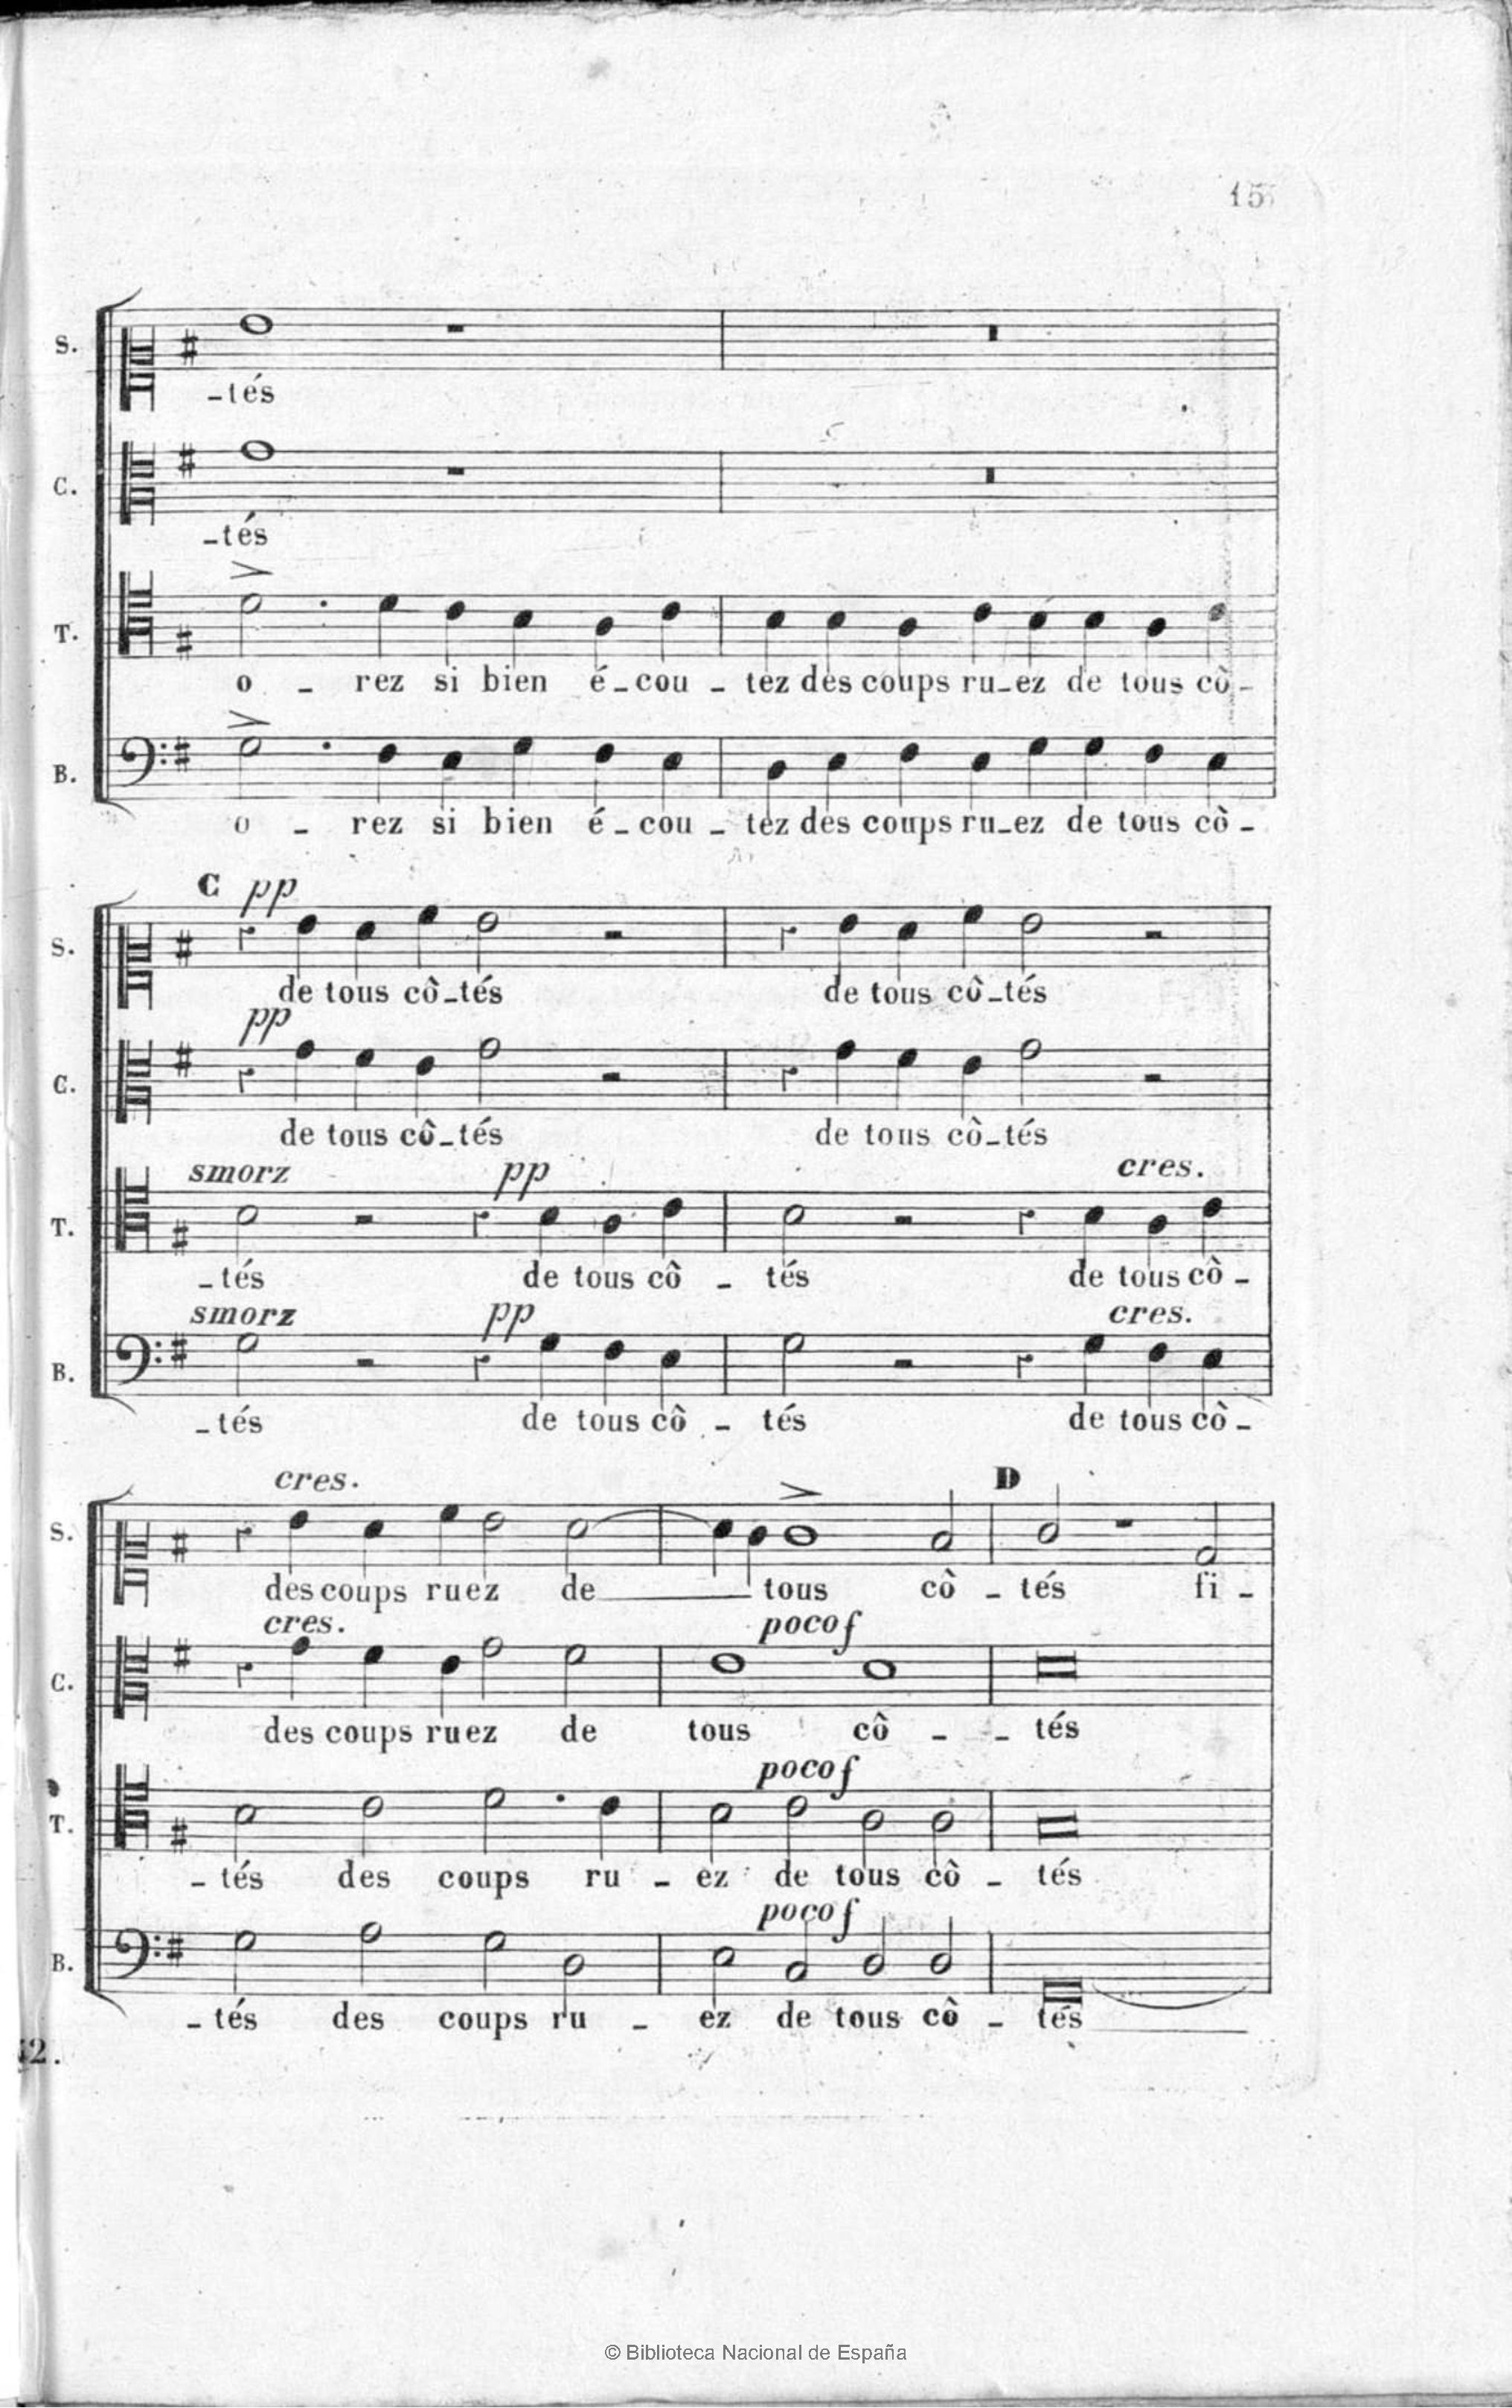 15
S.
-tés
C.
-tés
T.
o - rez si bien é-cou - tez des coups ru-ez de tous cô-
B.
o - rez si bien é-cou - tez des coups ru-ez de tous cô-
C pp
S.
de tous cô-tés de tous cô-tés
pp
C.
de tous cô-tés de tous cô-tés
smorz pp cres.
T.
-tés de tous cô - tés de tous cô-
smorz pp cres.
B.
-tés de tous cô - tés de tous cô-
cres. D
S.
des coups ruez de tous cô - tés fi-
cres. poco f
C.
des coups ruez de tous cô - - tés
poco f
T.
- tés des coups ru - ez de tous cô - tés
poco f
B.
- tés des coups ru - ez de tous cô - tés
2.
© Biblioteca Nacional de España